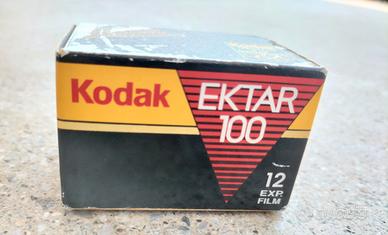 Kodak
EKTAR
100
12
EXP.
FILM